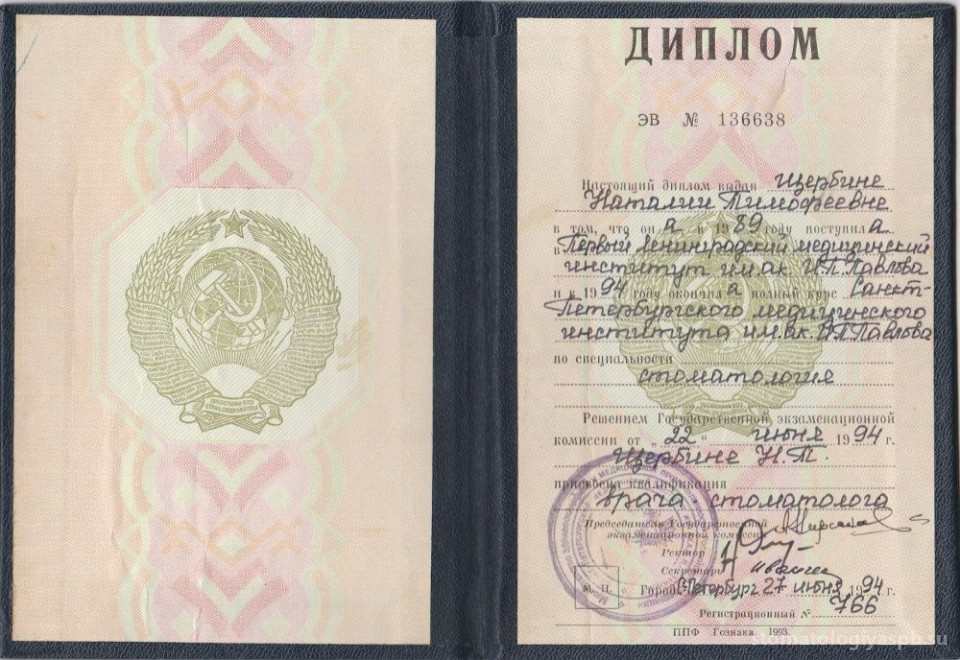 ДИПЛОМ
ЭВ № 136638
Настоящий диплом выдан Щербине
Наталии Тимофеевне
в том, что она в 1989 году поступила
в Первый Ленинградский медицинский
институт им. ак. И.П. Павлова
и в 1994 году окончила полный курс Санкт-
Петербургского медицинского
института им. ак. И.П. Павлова
по специальности
стоматология
Решением Государственной экзаменационной
комиссии от „22“ июня 1994 г.
Щербине Н.Т.
присвоена квалификация
врача стоматолога
Председатель Государственной
экзаменационной комиссии
Ректор
Секретарь
М. П.
Город С-Петербург 27 июня 1994 г.
Регистрационный № 766
ППФ Гознака. 1993.
stomatologiyaspb.su